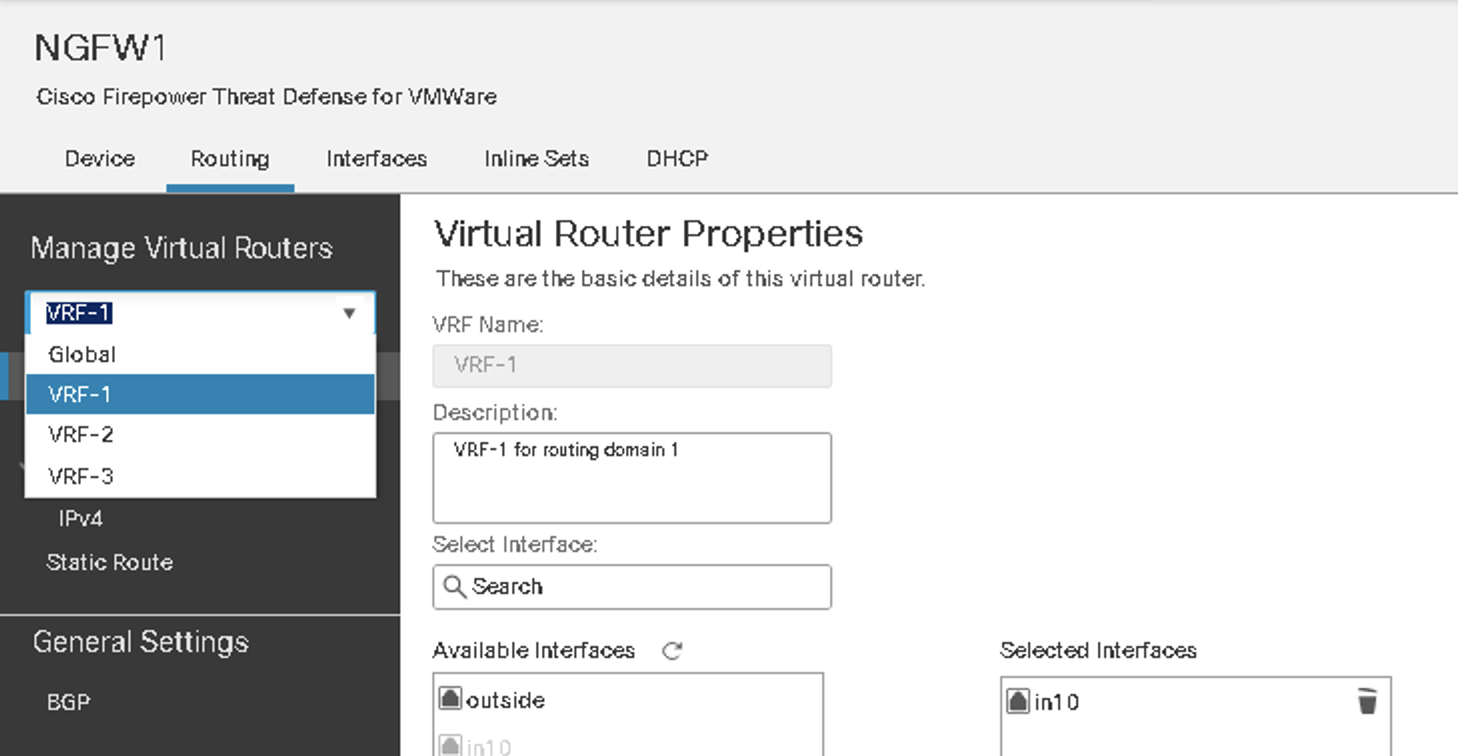 NGFW1
Cisco Firepower Threat Defense for VMWare
Device Routing Interfaces Inline Sets DHCP
Manage Virtual Routers
VRF-1
Global
VRF-1
VRF-2
VRF-3
IPv4
Static Route
General Settings
BGP
Virtual Router Properties
These are the basic details of this virtual router.
VRF Name:
VRF-1
Description:
VRF-1 for routing domain 1
Select Interface:
Search
Available Interfaces
outside
in10
Selected Interfaces
in10